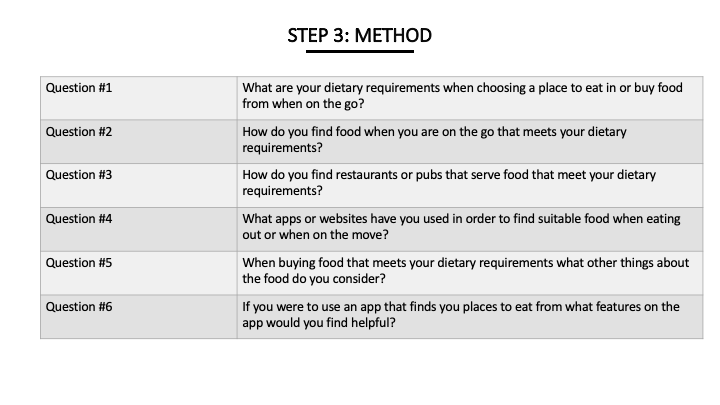 STEP 3: METHOD
Question #1
What are your dietary requirements when choosing a place to eat in or buy food
from when on the go?
Question #2
How do you find food when you are on the go that meets your dietary
requirements?
Question #3
How do you find restaurants or pubs that serve food that meet your dietary
requirements?
Question #4
What apps or websites have you used in order to find suitable food when eating
out or when on the move?
Question #5
When buying food that meets your dietary requirements what other things about
the food do you consider?
Question #6
If you were to use an app that finds you places to eat from what features on the
app would you find helpful?